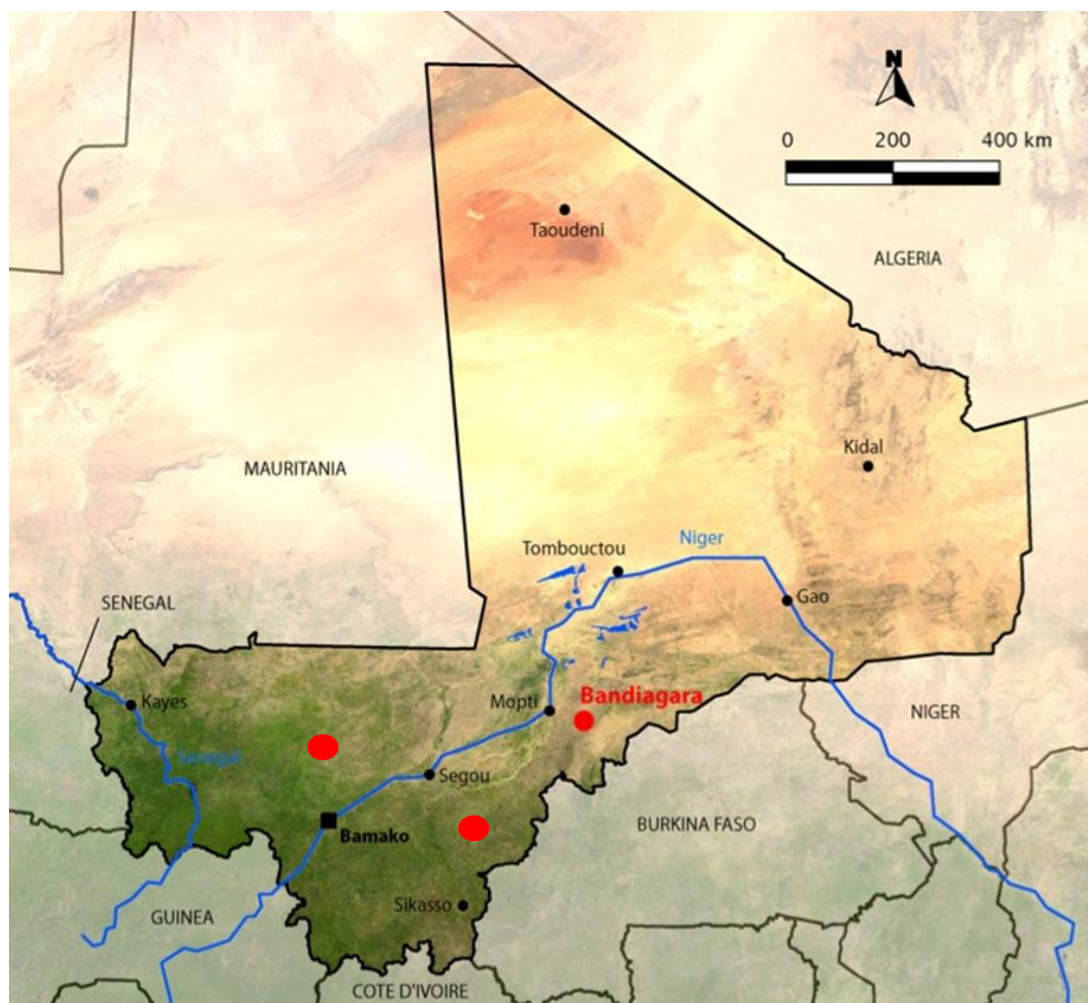 N
0 200 400 km
Taoudeni
ALGERIA
Kidal
MAURITANIA
Tombouctou
Niger
Gao
SENEGAL
Kayes
Mopti
Bandiagara
NIGER
Senegal
Segou
Bamako
BURKINA FASO
Sikasso
GUINEA
COTE D'IVOIRE